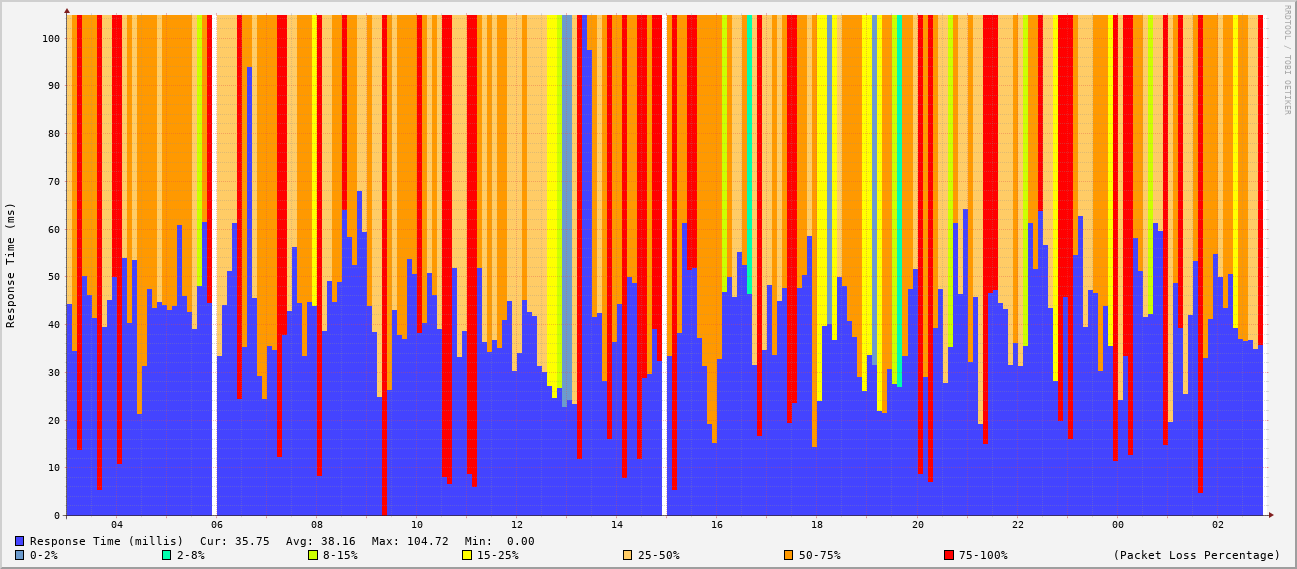 RRDTOOL / TOBI OETIKER
Response Time (ms)
100
90
80
70
60
50
40
30
20
10
0
04 06 08 10 12 14 16 18 20 22 00 02
Response Time (millis) Cur: 35.75 Avg: 38.16 Max: 104.72 Min: 0.00
0-2% 2-8% 8-15% 15-25% 25-50% 50-75% 75-100% (Packet Loss Percentage)